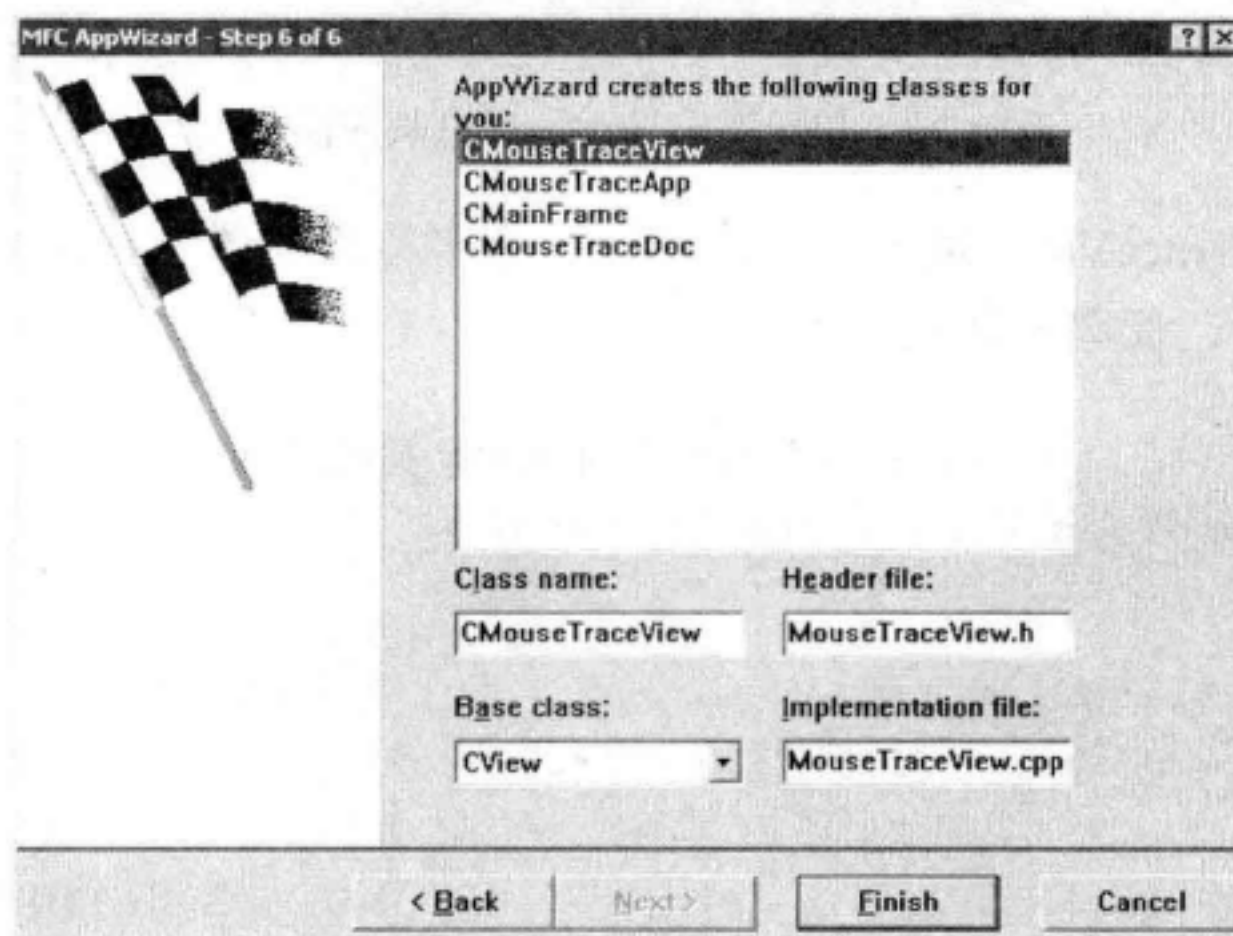 MFC AppWizard - Step 6 of 6
AppWizard creates the following classes for
you:
CMouseTraceView
CMouseTraceApp
CMainFrame
CMouseTraceDoc
Class name:
Header file:
CMouseTraceView
MouseTraceView.h
Base class:
Implementation file:
CView
MouseTraceView.cpp
< Back
Next >
Finish
Cancel